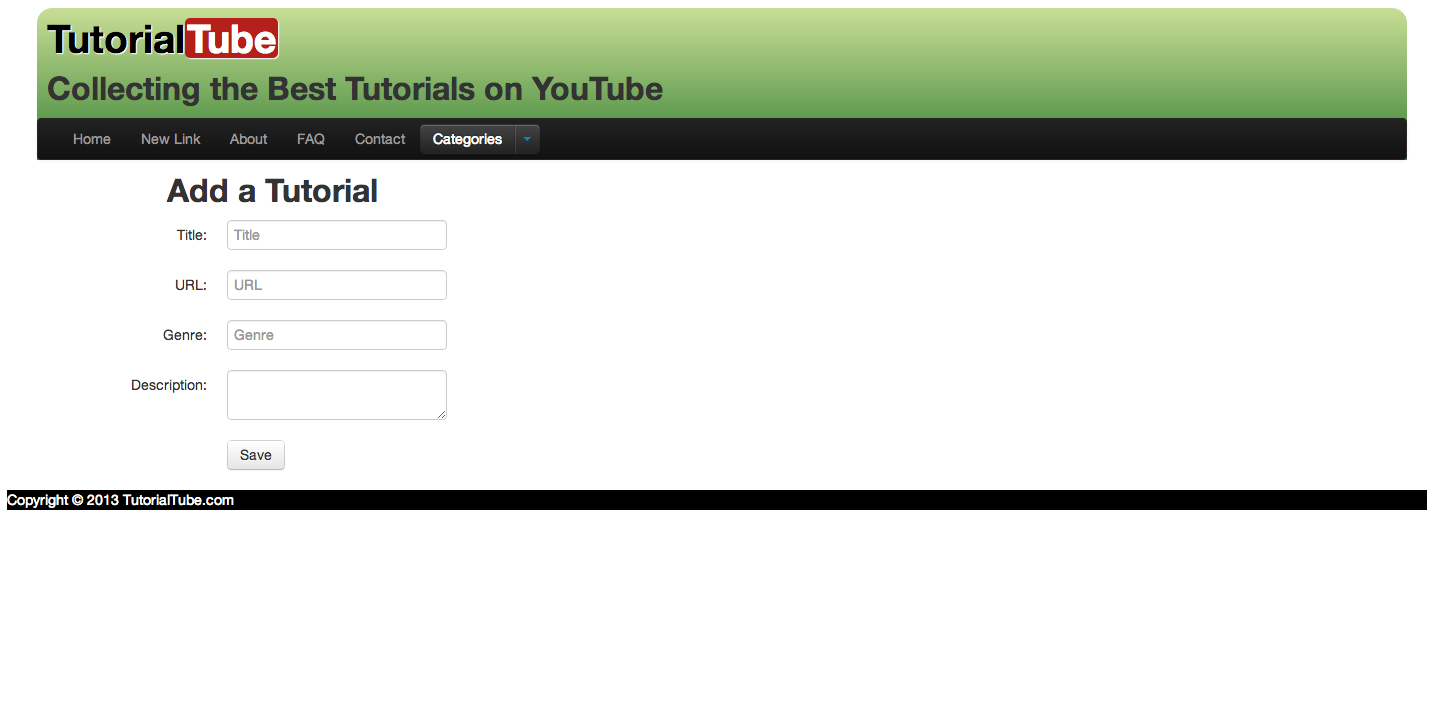 TutorialTube
Collecting the Best Tutorials on YouTube
Home New Link About FAQ Contact Categories
Add a Tutorial
Title: Title
URL: URL
Genre: Genre
Description:
Save
Copyright © 2013 TutorialTube.com